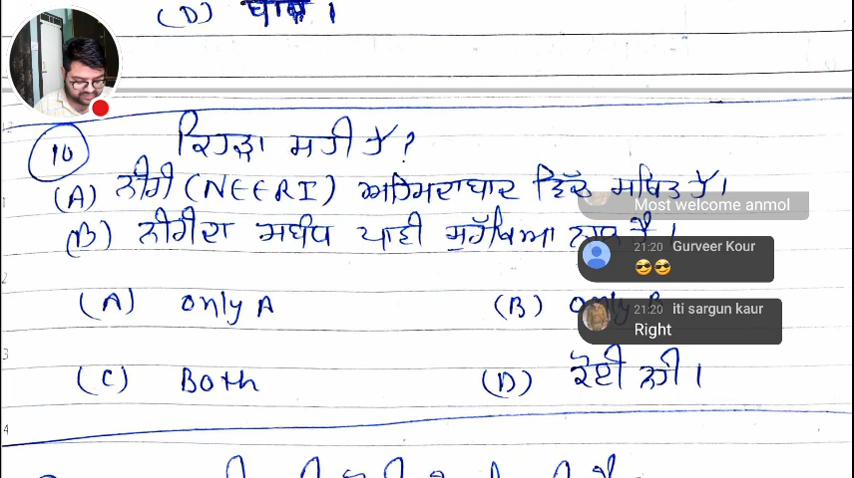 (D) ਘਾਹ ।
10 ਕਿਹੜਾ ਸਹੀ ਹੈ?
(A) ਨੀਰੀ (NEERI) ਅਹਿਮਦਾਬਾਦ ਵਿੱਚ ਸਥਿਤ ਹੈ।
Most welcome anmol
(B) ਨੀਰੀ ਦਾ ਸਬੰਧ ਪਾਣੀ ਸੁਰੱਖਿਆ ਨਾਲ ਹੈ।
21:20 Gurveer Kour
😎😎
(A) only A (B) only B
21:20 iti sargun kaur
Right
(C) Both (D) ਕੋਈ ਨਹੀ ।